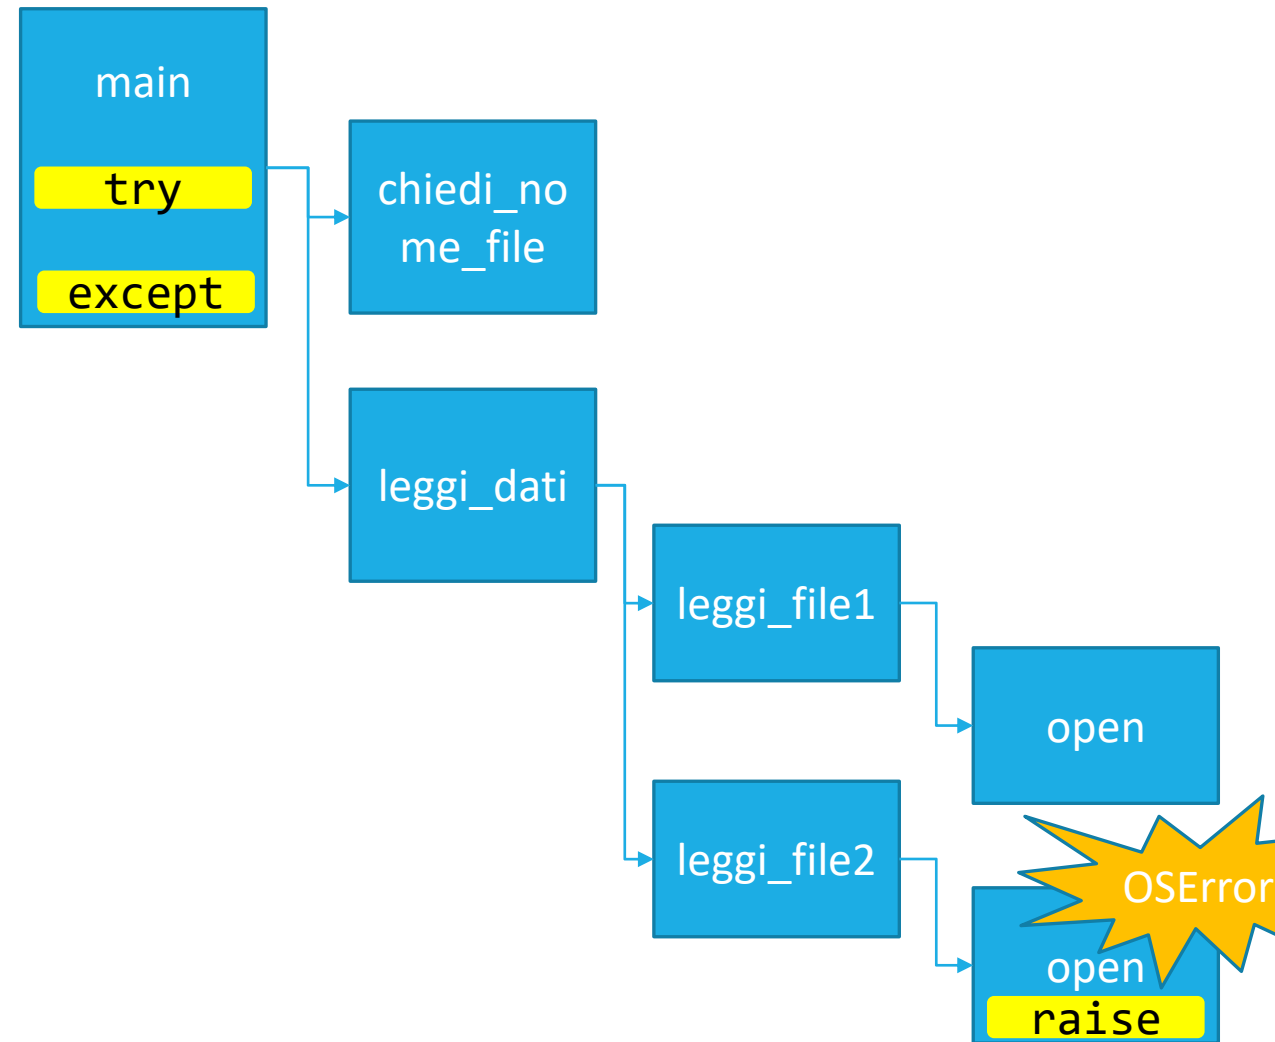 main
try
except
chiedi_no
me_file
leggi_dati
leggi_file1
open
leggi_file2
OSError
open
raise